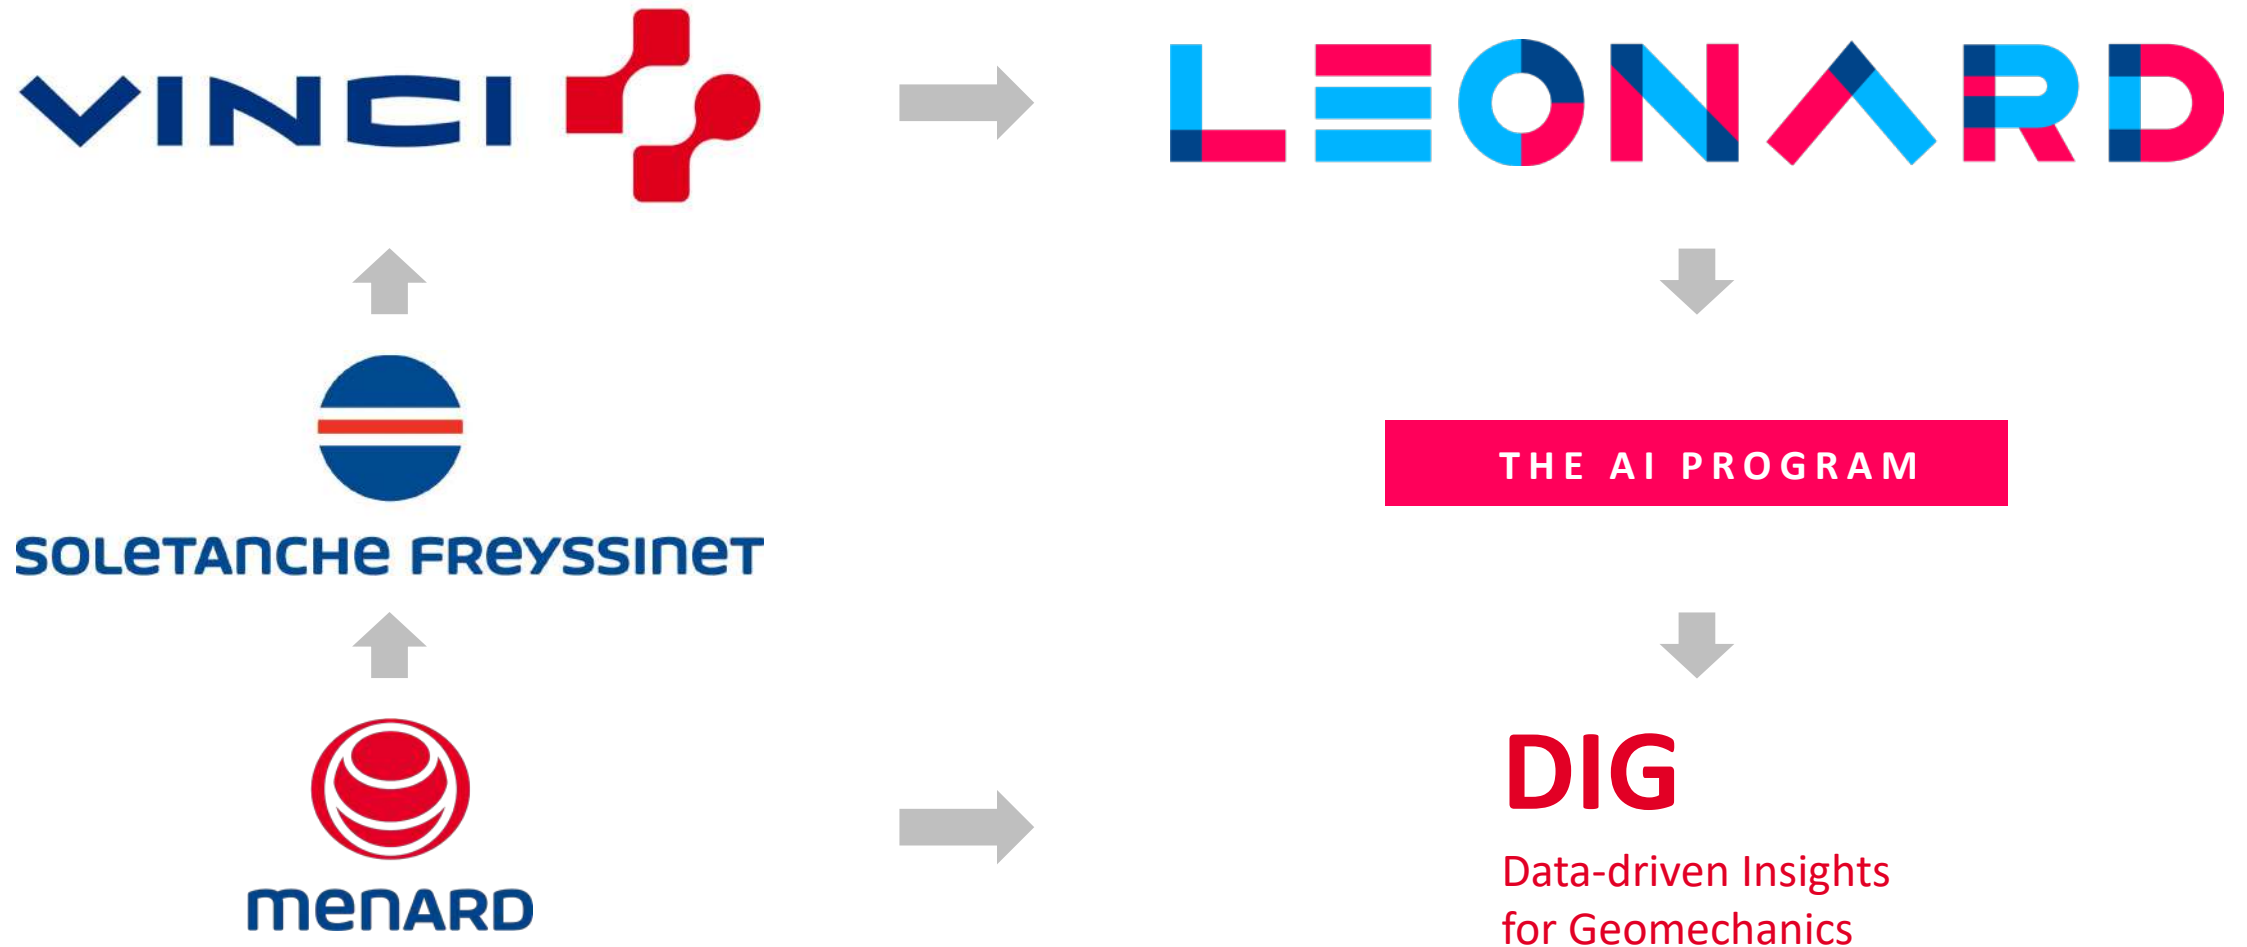 VINCI
LEONARD
SOLETANCHE FREYSSINET
THE AI PROGRAM
MENARD
DIG
Data-driven Insights
for Geomechanics